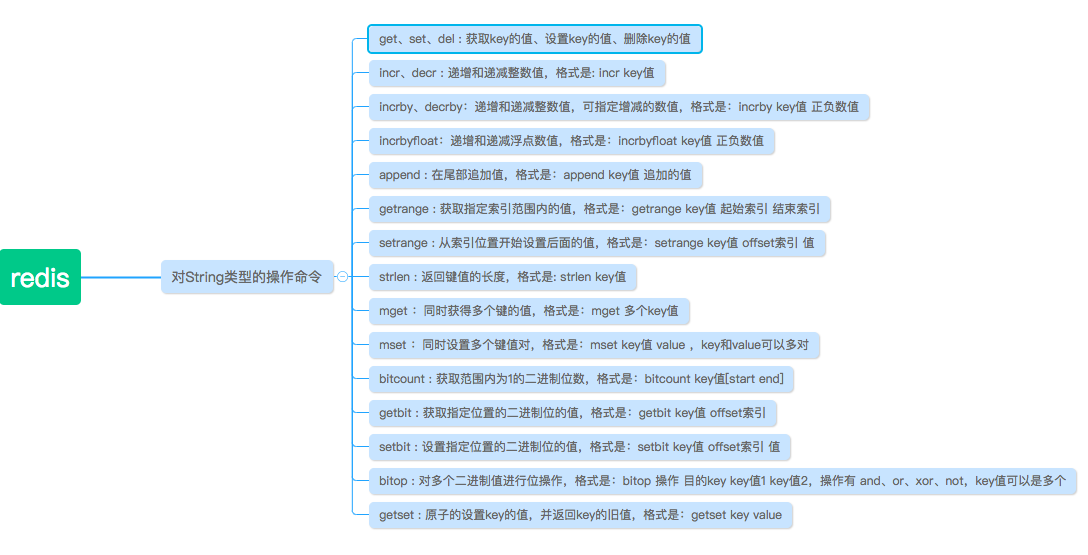 redis
对String类型的操作命令
get、set、del : 获取key的值、设置key的值、删除key的值
incr、decr : 递增和递减整数值，格式是: incr key值
incrby、decrby：递增和递减整数值，可指定增减的数值，格式是：incrby key值 正负数值
incrbyfloat：递增和递减浮点数值，格式是：incrbyfloat key值 正负数值
append : 在尾部追加值，格式是：append key值 追加的值
getrange : 获取指定索引范围内的值，格式是：getrange key值 起始索引 结束索引
setrange : 从索引位置开始设置后面的值，格式是：setrange key值 offset索引 值
strlen : 返回键值的长度，格式是: strlen key值
mget ： 同时获得多个键的值，格式是：mget 多个key值
mset ： 同时设置多个键值对，格式是：mset key值 value ，key和value可以多对
bitcount : 获取范围内为1的二进制位数，格式是：bitcount key值[start end]
getbit : 获取指定位置的二进制位的值，格式是：getbit key值 offset索引
setbit : 设置指定位置的二进制位的值，格式是：setbit key值 offset索引 值
bitop : 对多个二进制值进行位操作，格式是：bitop 操作 目的key key值1 key值2，操作有 and、or、xor、not，key值可以是多个
getset : 原子的设置key的值，并返回key的旧值，格式是：getset key value